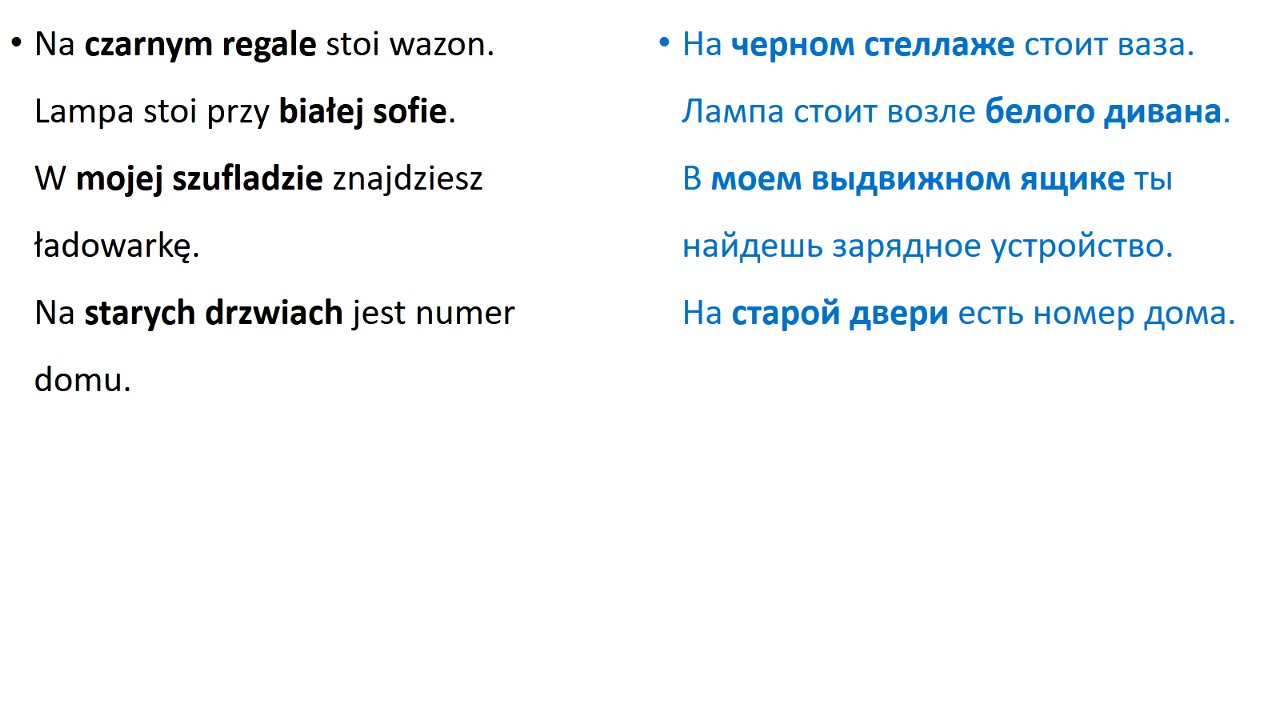 • Na czarnym regale stoi wazon.
Lampa stoi przy białej sofie.
W mojej szufladzie znajdziesz
ładowarkę.
Na starych drzwiach jest numer
domu.
• На черном стеллаже стоит ваза.
Лампа стоит возле белого дивана.
В моем выдвижном ящике ты
найдешь зарядное устройство.
На старой двери есть номер дома.